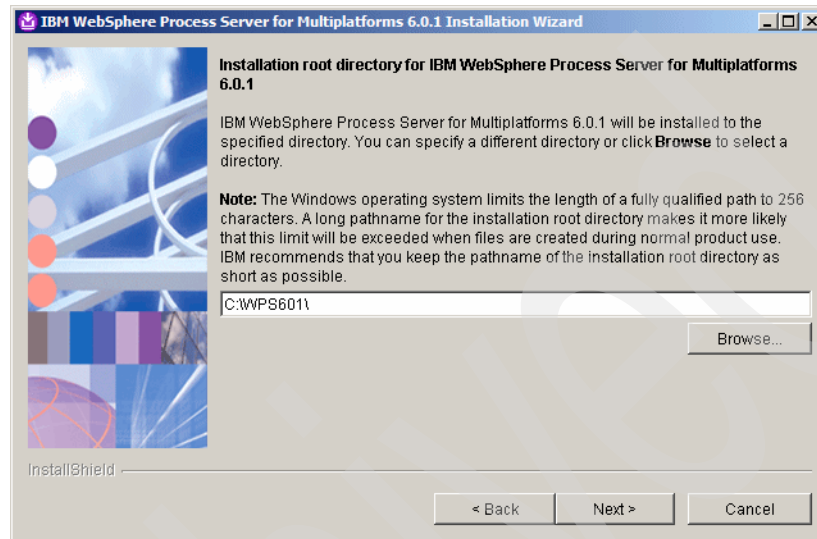 IBM WebSphere Process Server for Multiplatforms 6.0.1 Installation Wizard
Installation root directory for IBM WebSphere Process Server for Multiplatforms
6.0.1
IBM WebSphere Process Server for Multiplatforms 6.0.1 will be installed to the
specified directory. You can specify a different directory or click Browse to select a
directory.
Note: The Windows operating system limits the length of a fully qualified path to 256
characters. A long pathname for the installation root directory makes it more likely
that this limit will be exceeded when files are created during normal product use.
IBM recommends that you keep the pathname of the installation root directory as
short as possible.
C:\WPS601\
Browse...
InstallShield
< Back Next > Cancel